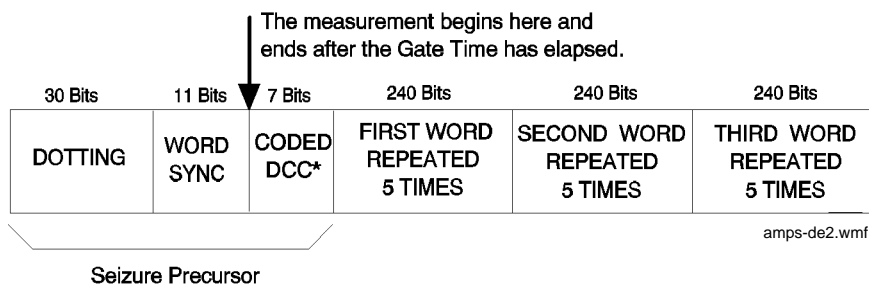 The measurement begins here and
ends after the Gate Time has elapsed.
30 Bits 11 Bits 7 Bits 240 Bits 240 Bits 240 Bits
DOTTING
WORD
SYNC
CODED
DCC*
FIRST WORD
REPEATED
5 TIMES
SECOND WORD
REPEATED
5 TIMES
THIRD WORD
REPEATED
5 TIMES
amps-de2.wmf
Seizure Precursor